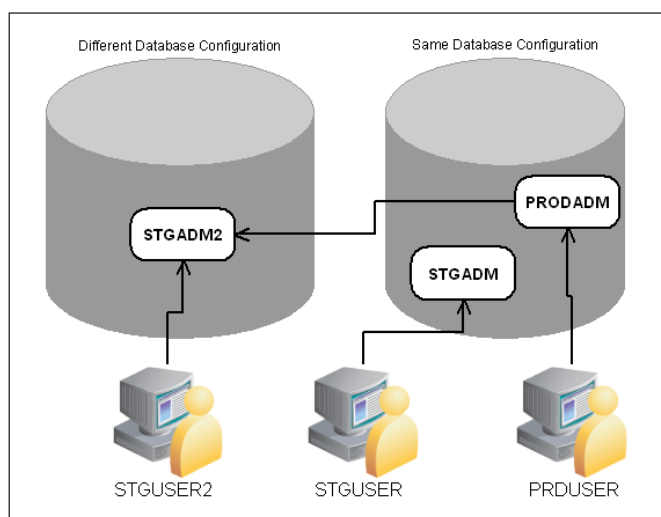 Different Database Configuration
Same Database Configuration
PRODADM
STGADM2
STGADM
STGUSER2
STGUSER
PRDUSER